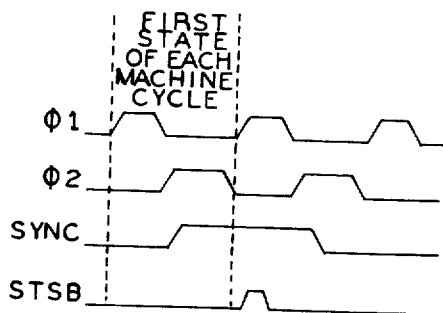 FIRST
STATE
OF EACH
MACHINE
CYCLE
Φ1
Φ2
SYNC
STSB